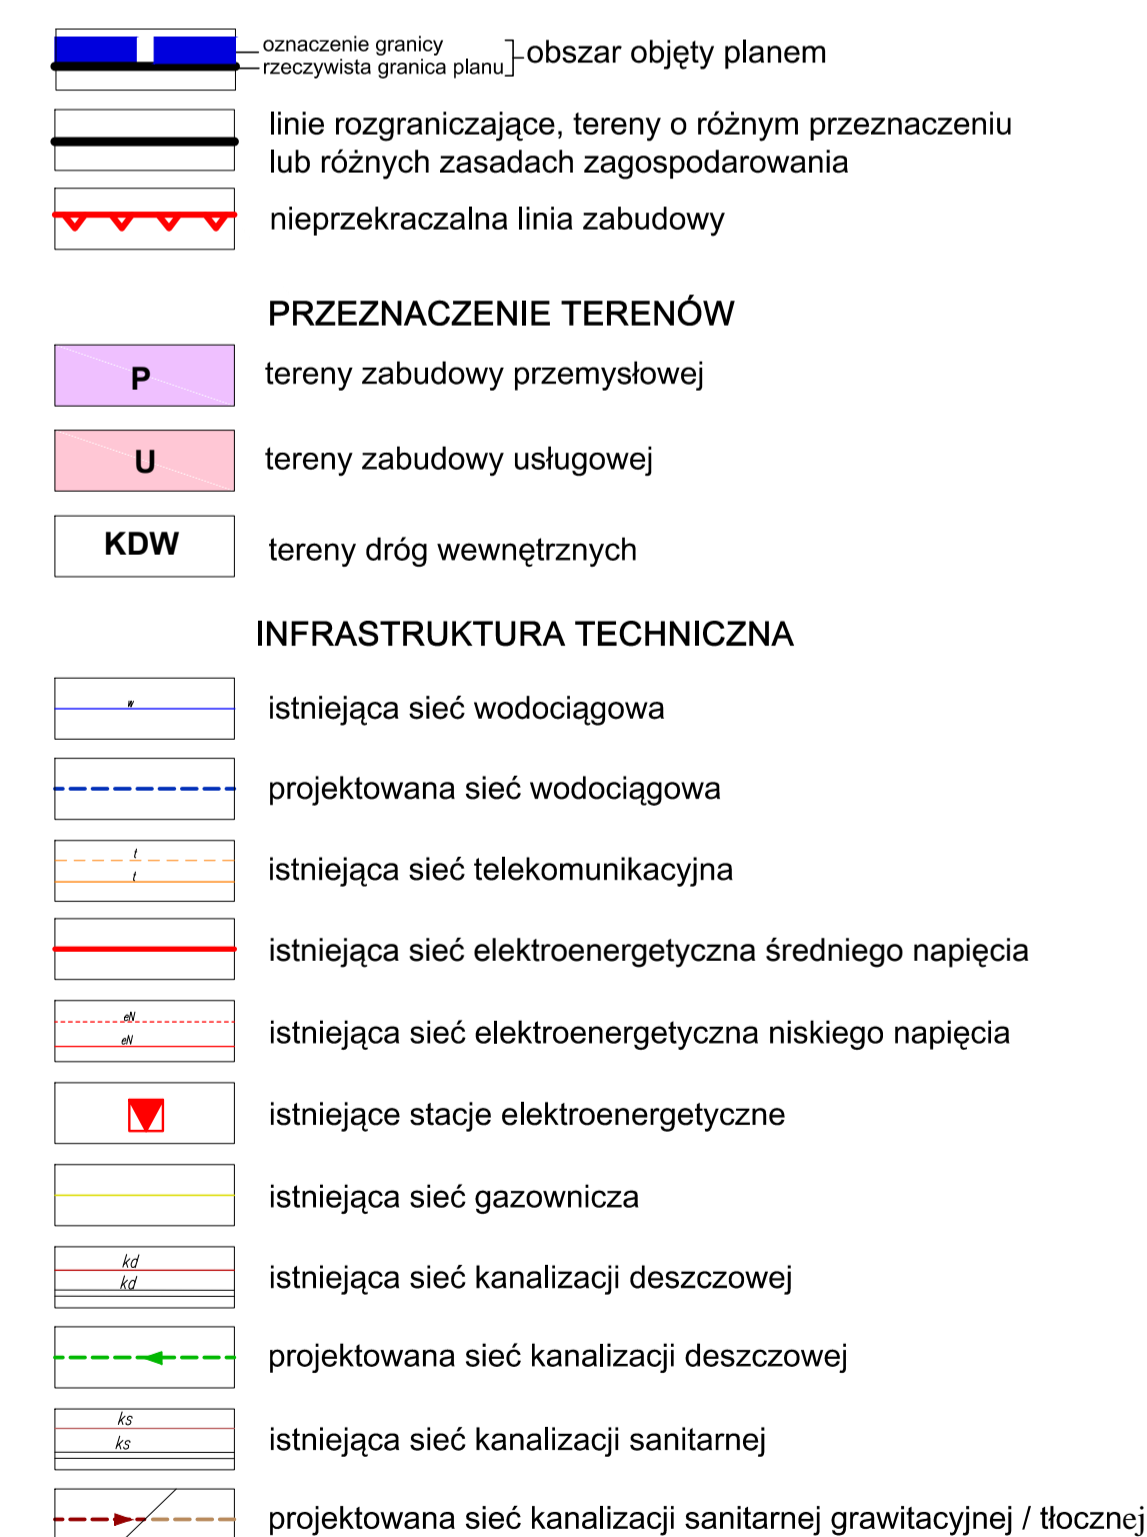 oznaczenie granicy
rzeczywista granica planu
obszar objęty planem
linie rozgraniczające, tereny o różnym przeznaczeniu
lub różnych zasadach zagospodarowania
nieprzekraczalna linia zabudowy
PRZEZNACZENIE TERENÓW
P
tereny zabudowy przemysłowej
U
tereny zabudowy usługowej
KDW
tereny dróg wewnętrznych
INFRASTRUKTURA TECHNICZNA
w
istniejąca sieć wodociągowa
projektowana sieć wodociągowa
t
t
istniejąca sieć telekomunikacyjna
istniejąca sieć elektroenergetyczna średniego napięcia
eN
eN
istniejąca sieć elektroenergetyczna niskiego napięcia
istniejące stacje elektroenergetyczne
istniejąca sieć gazownicza
kd
kd
istniejąca sieć kanalizacji deszczowej
projektowana sieć kanalizacji deszczowej
ks
ks
istniejąca sieć kanalizacji sanitarnej
projektowana sieć kanalizacji sanitarnej grawitacyjnej / tłocznej